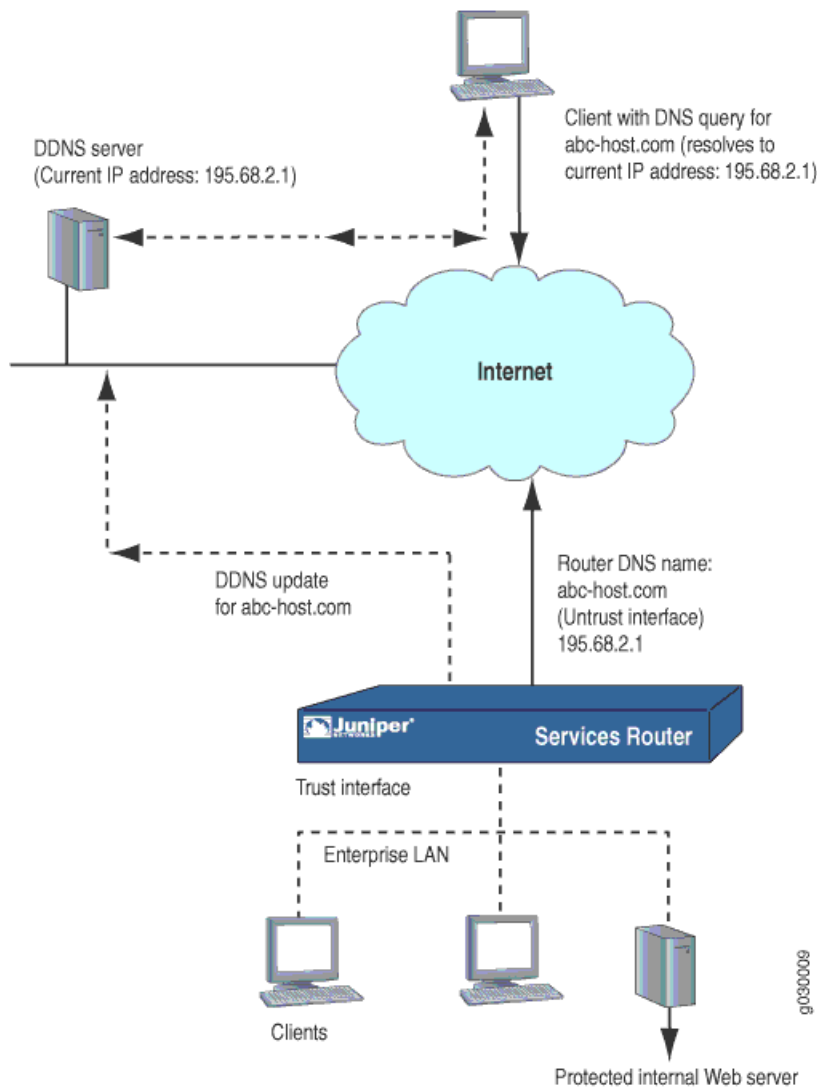 DDNS server
(Current IP address: 195.68.2.1)
Client with DNS query for
abc-host.com (resolves to
current IP address: 195.68.2.1)
Internet
DDNS update
for abc-host.com
Router DNS name:
abc-host.com
(Untrust interface)
195.68.2.1
Juniper
NETWORKS
Services Router
Trust interface
Enterprise LAN
Clients
Protected internal Web server
g030009